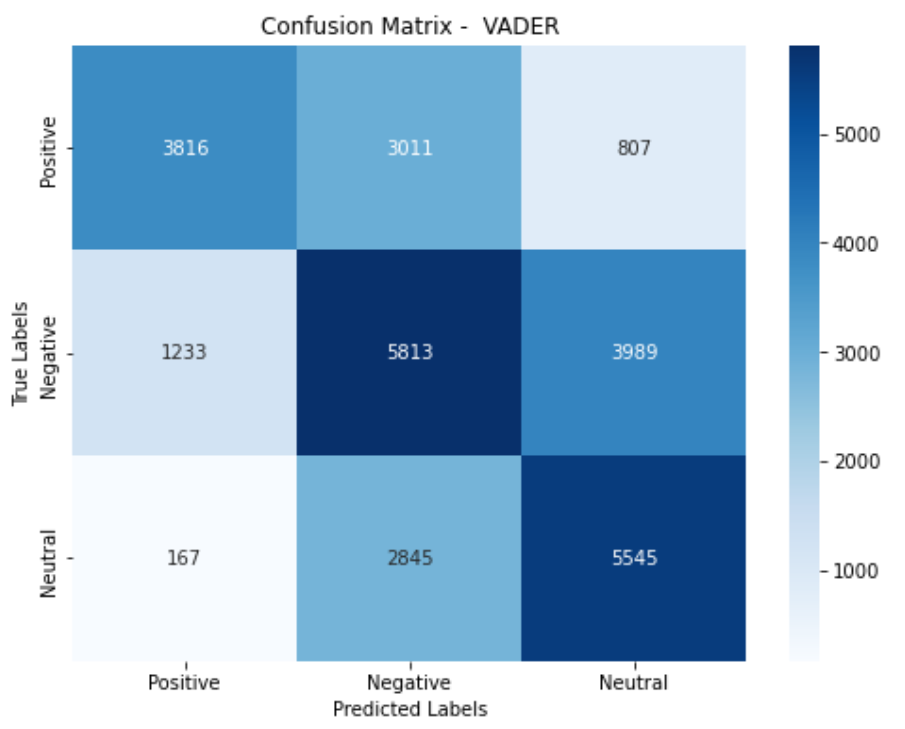 Confusion Matrix -  VADER
True Labels
Positive
Negative
Neutral
3816 3011 807
1233 5813 3989
167 2845 5545
Positive Negative Neutral
Predicted Labels
5000
4000
3000
2000
1000